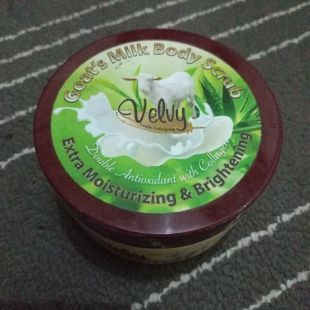 Goat's Milk Body Scrub
Velvy
Double Antioxidant with Collagen
Extra Moisturizing & Brightening